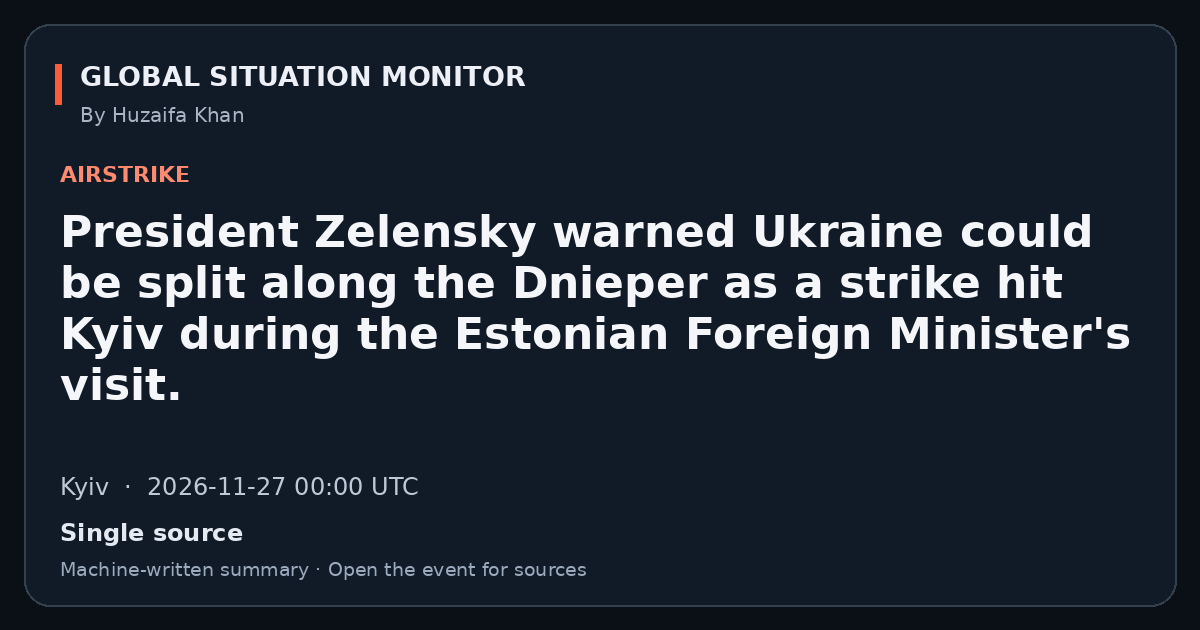 GLOBAL SITUATION MONITOR
By Huzaifa Khan
AIRSTRIKE
President Zelensky warned Ukraine could
be split along the Dnieper as a strike hit
Kyiv during the Estonian Foreign Minister's
visit.
Kyiv · 2026-11-27 00:00 UTC
Single source
Machine-written summary · Open the event for sources